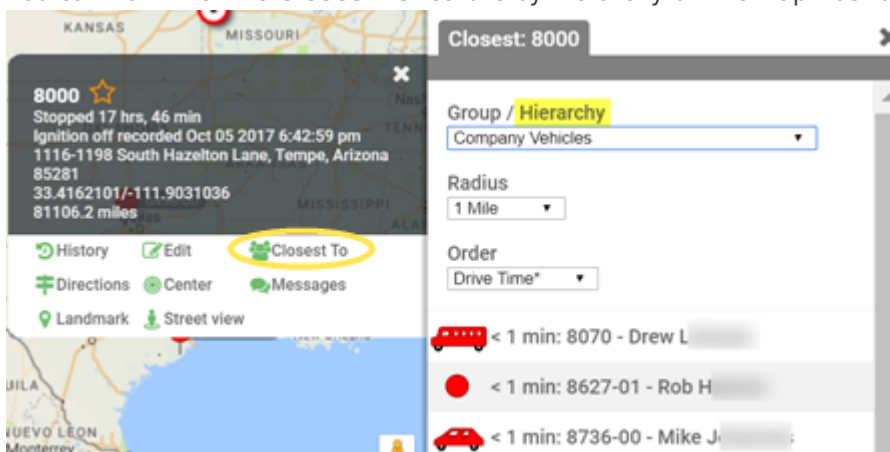 KANSAS
MISSOURI
8000
Stopped 17 hrs, 46 min
Ignition off recorded Oct 05 2017 6:42:59 pm
1116-1198 South Hazelton Lane, Tempe, Arizona
85281
33.4162101/-111.9031036
81106.2 miles
MISSISSIPPI
History Edit Closest To
Directions Center Messages
Landmark Street view
NUEVO LEON
Monterrey
Closest: 8000
Group / Hierarchy
Company Vehicles
Radius
1 Mile
Order
Drive Time*
< 1 min: 8070 - Drew L
< 1 min: 8627-01 - Rob H
< 1 min: 8736-00 - Mike J